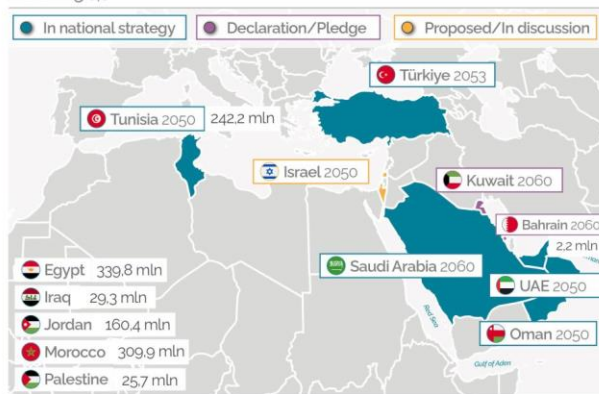 In national strategy
Declaration/Pledge
Proposed/In discussion
Türkiye 2053
Tunisia 2050 242,2 mln
Israel 2050
Kuwait 2060
Bahrain 2060
2,2 mln
Saudi Arabia 2060
UAE 2050
Oman 2050
Egypt 339,8 mln
Iraq 29,3 mln
Jordan 160,4 mln
Morocco 309,9 mln
Palestine 25,7 mln
Red Sea
Gulf of Aden